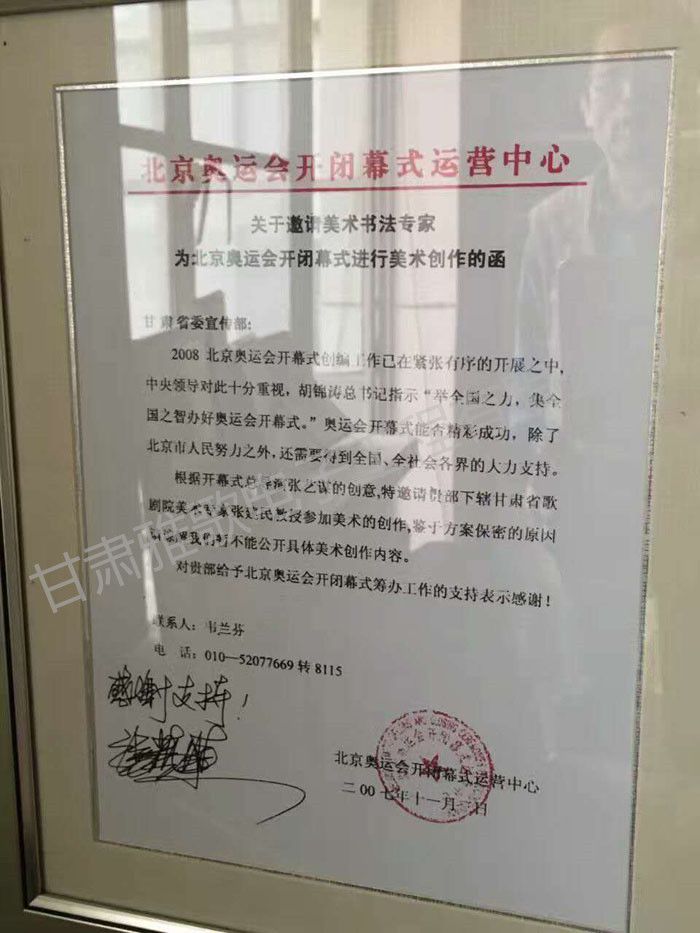 北京奥运会开闭幕式运营中心
关于邀请美术书法专家
为北京奥运会开闭幕式进行美术创作的函
甘肃省委宣传部:
2008 北京奥运会开幕式创编工作已在紧张有序的开展之中,
中央领导对此十分重视，胡锦涛总书记指示“举全国之力，集全
国之智办好奥运会开幕式。”奥运会开幕式能否精彩成功，除了
北京市人民努力之外，还需要得到全国、全社会各界的大力支持。
根据开幕式总导演张艺谋的创意,特邀请贵部下辖甘肃省歌
剧院美术专家张建民教授参加美术的创作,鉴于方案保密的原因
我们暂不能公开具体美术创作内容。
对贵部给予北京奥运会开闭幕式筹办工作的支持表示感谢！
联系人：韦兰芬
电 话：010—52077669 转 8115
感谢支持！
北京奥运会开闭幕式运营中心
二00七年十一月一日
甘肃雅歌